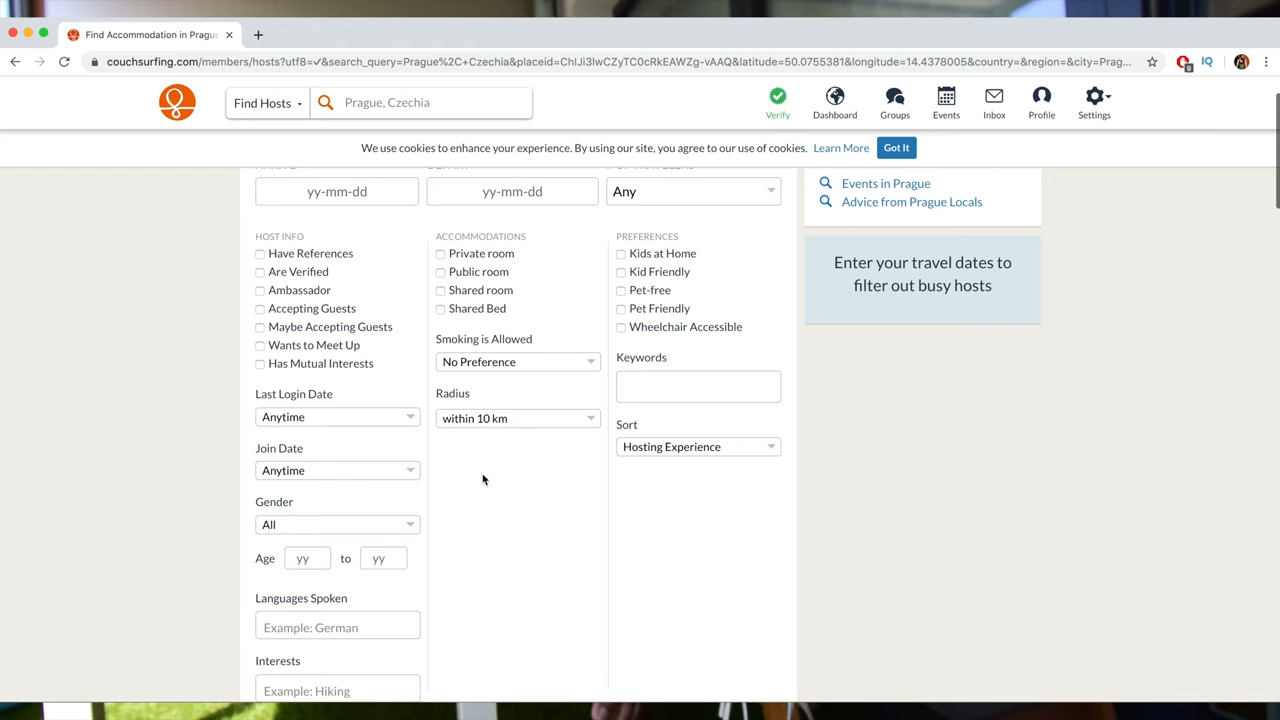 Find Accommodation in Prague
couchsurfing.com/members/hosts?utf8=✓&search_query=Prague%2C+Czechia&placeid=ChIJi3lwCZyTC0cRkEAWZg-vAAQ&latitude=50.0755381&longitude=14.4378005&country=&region=&city=Prag...
9
IQ
Find Hosts
Prague, Czechia
Verify
Dashboard
Groups
Events
Inbox
Profile
Settings
We use cookies to enhance your experience. By using our site, you agree to our use of cookies. Learn More Got It
yy-mm-dd
yy-mm-dd
Any
Events in Prague
Advice from Prague Locals
Enter your travel dates to
filter out busy hosts
HOST INFO
Have References
Are Verified
Ambassador
Accepting Guests
Maybe Accepting Guests
Wants to Meet Up
Has Mutual Interests
Last Login Date
Anytime
Join Date
Anytime
Gender
All
Age yy to yy
Languages Spoken
Example: German
Interests
Example: Hiking
ACCOMMODATIONS
Private room
Public room
Shared room
Shared Bed
Smoking is Allowed
No Preference
Radius
within 10 km
PREFERENCES
Kids at Home
Kid Friendly
Pet-free
Pet Friendly
Wheelchair Accessible
Keywords
Sort
Hosting Experience